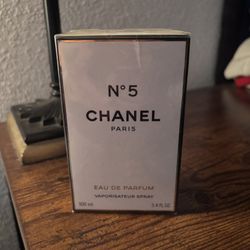 N°5
CHANEL
PARIS
EAU DE PARFUM
VAPORISATEUR SPRAY
100 ml 3.4 FL. OZ